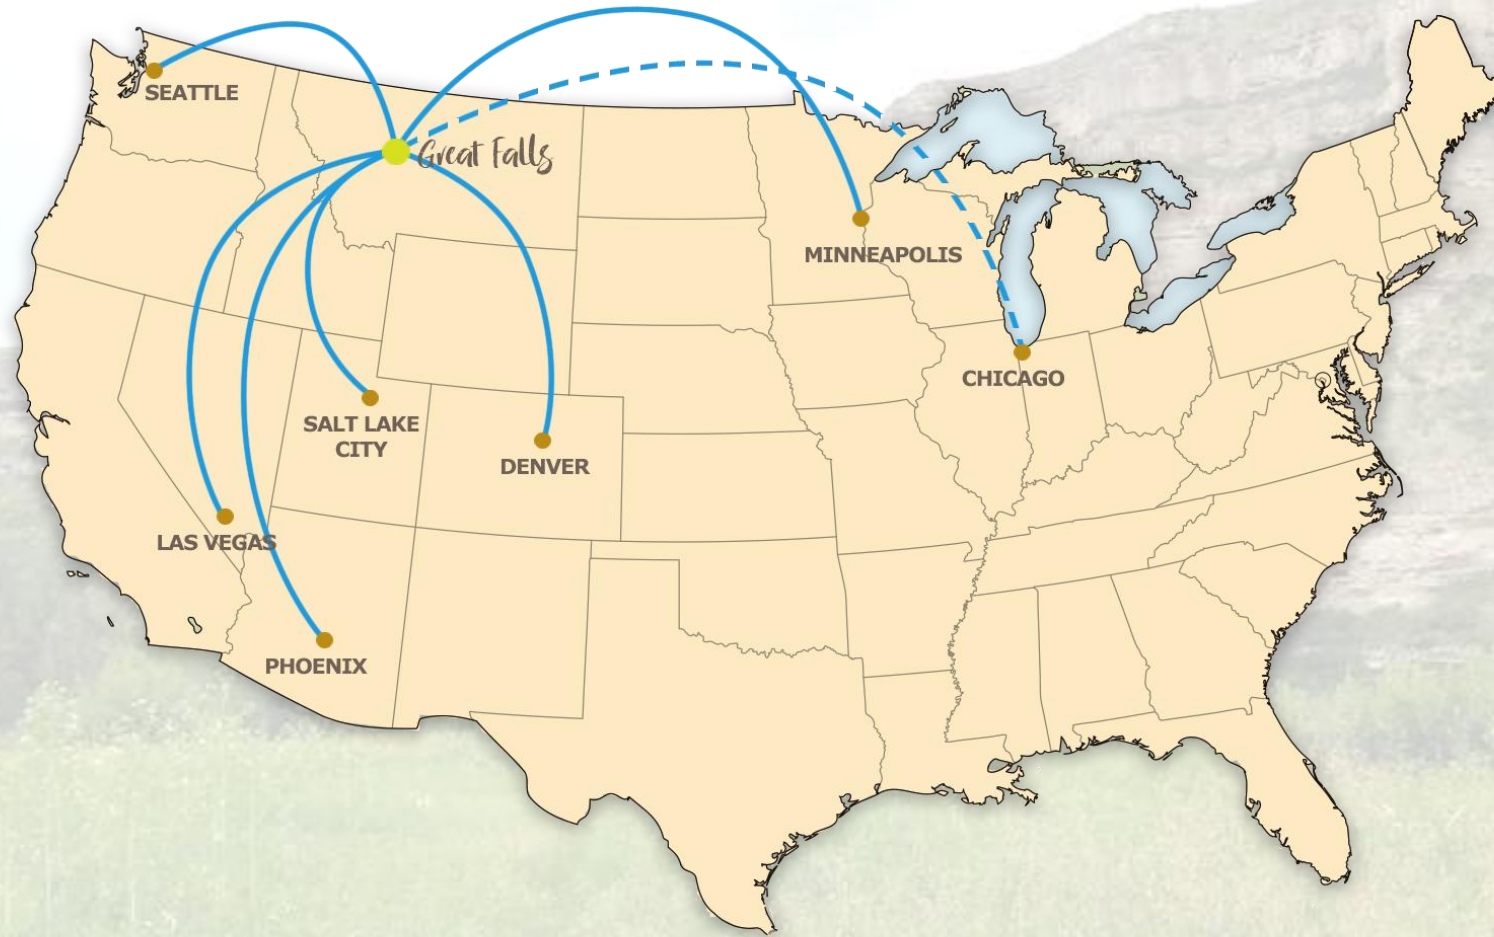 SEATTLE
Great Falls
MINNEAPOLIS
CHICAGO
SALT LAKE
CITY
DENVER
LAS VEGAS
PHOENIX